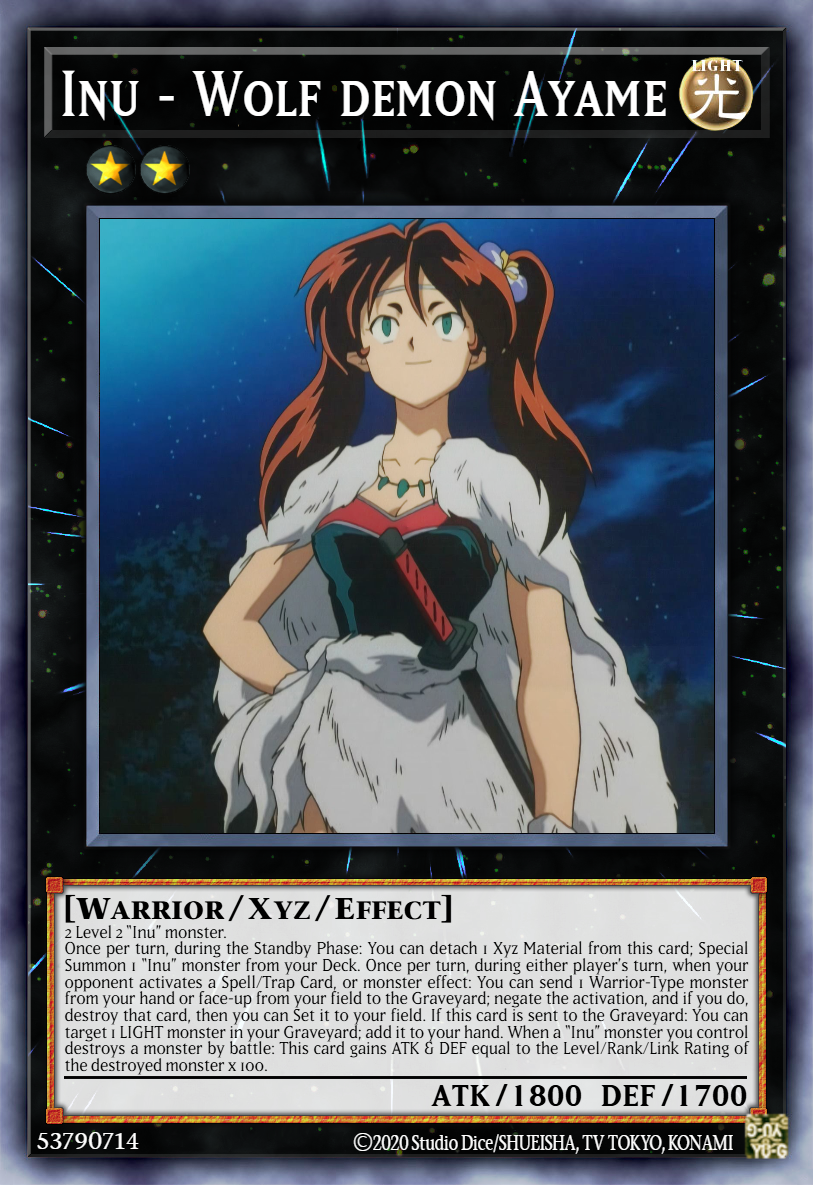 Inu - Wolf demon Ayame
LIGHT
光
[Warrior/Xyz/Effect]
2 Level 2 “Inu” monster.
Once per turn, during the Standby Phase: You can detach 1 Xyz Material from this card; Special
Summon 1 “Inu” monster from your Deck. Once per turn, during either player’s turn, when your
opponent activates a Spell/Trap Card, or monster effect: You can send 1 Warrior-Type monster
from your hand or face-up from your field to the Graveyard; negate the activation, and if you do,
destroy that card, then you can Set it to your field. If this card is sent to the Graveyard: You can
target 1 LIGHT monster in your Graveyard; add it to your hand. When a “Inu” monster you control
destroys a monster by battle: This card gains ATK & DEF equal to the Level/Rank/Link Rating of
the destroyed monster x 100.
ATK/1800 DEF/1700
53790714
©2020 Studio Dice/SHUEISHA, TV TOKYO, KONAMI